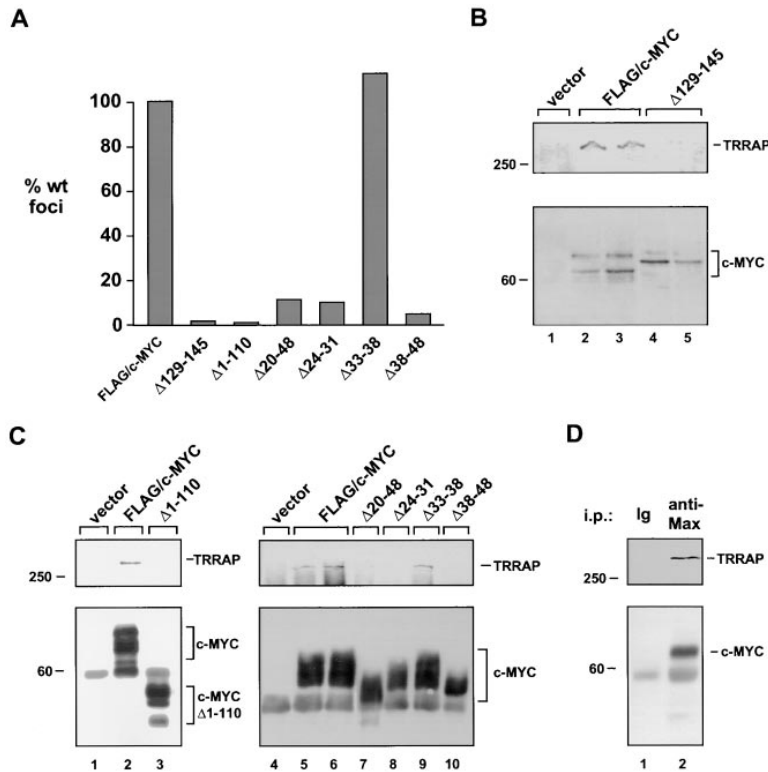 A
% wt
foci
100
80
60
40
20
0
FLAG/c-MYC
Δ129-145
Δ1-110
Δ20-48
Δ24-31
Δ33-38
Δ38-48
B
vector
FLAG/c-MYC
Δ129-145
250
TRRAP
60
c-MYC
1 2 3 4 5
C
vector
FLAG/c-MYC
Δ1-110
250
TRRAP
60
c-MYC
c-MYC
Δ1-110
1 2 3
vector
FLAG/c-MYC
Δ20-48
Δ24-31
Δ33-38
Δ38-48
TRRAP
c-MYC
4 5 6 7 8 9 10
D
i.p.: Ig anti-
Max
250
TRRAP
60
c-MYC
1 2